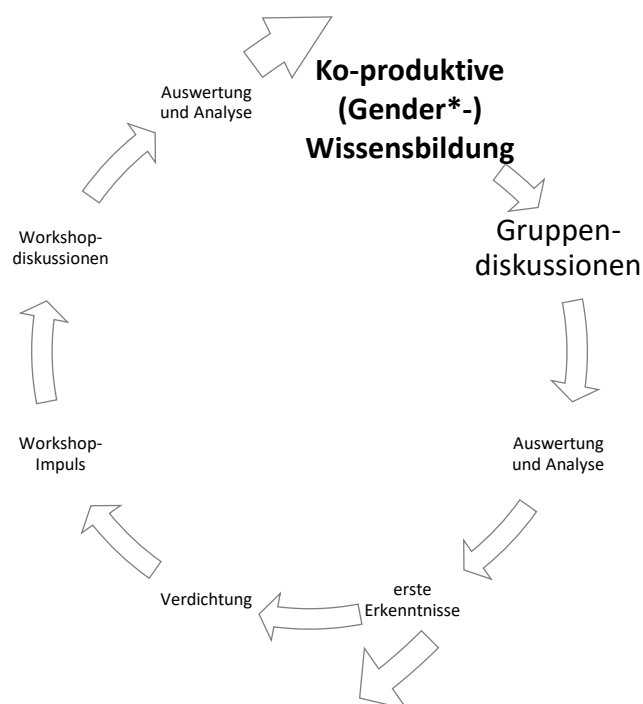 Ko-produktive
(Gender*-)
Wissensbildung
Gruppen-
diskussionen
Auswertung
und Analyse
erste
Erkenntnisse
Verdichtung
Workshop-
Impuls
Workshop-
diskussionen
Auswertung
und Analyse